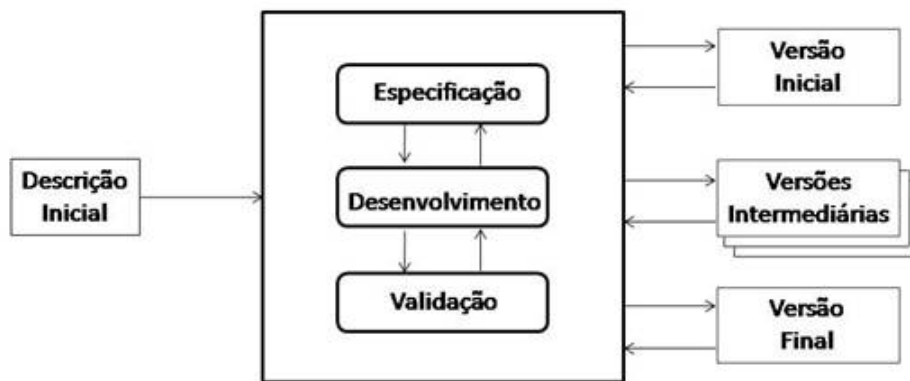 Descrição
Inicial
Especificação
Desenvolvimento
Validação
Versão
Inicial
Versões
Intermediárias
Versão
Final